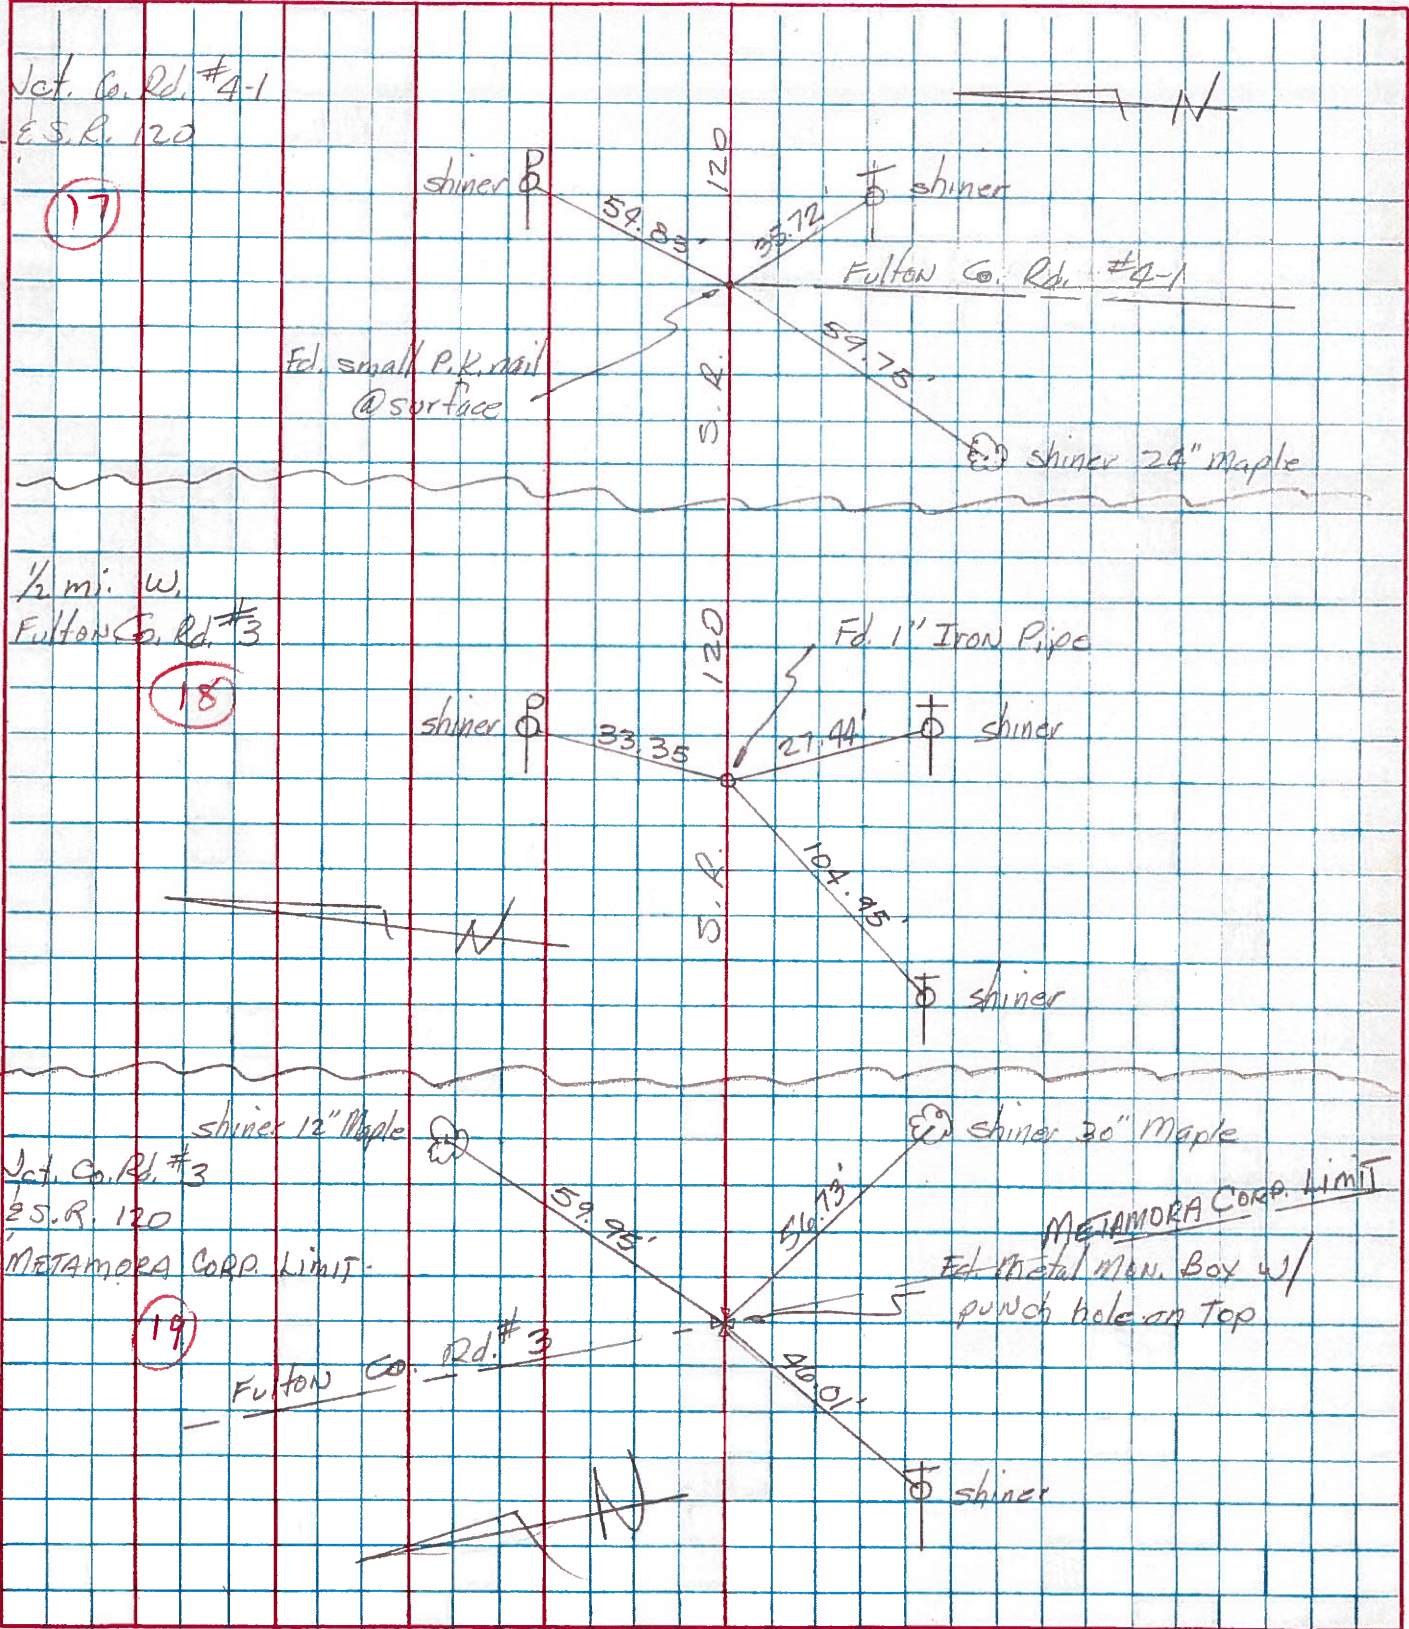 Jct. Co. Rd. #4-1
& S.R. 120
17
shiner
54.83'
120
35.72'
shiner
N
Fulton Co. Rd. #4-1
Fd. small P.K. nail
@ surface
S.R.
59.78'
shiner 24" Maple
1/2 mi. W.
Fulton Co. Rd. #3
18
120
Fd. 1" Iron Pipe
shiner
33.35
27.44'
shiner
S.R.
104.95'
N
shiner
shiner 12" Maple
shiner 30" Maple
Jct. Co. Rd. #3
& S.R. 120
METAMORA CORP. LIMIT.
19
59.95'
56.73'
METAMORA CORP. LIMIT
Fd. Metal Mon. Box W/
punch hole on Top
Fulton Co. Rd. #3
46.01'
N
shiner